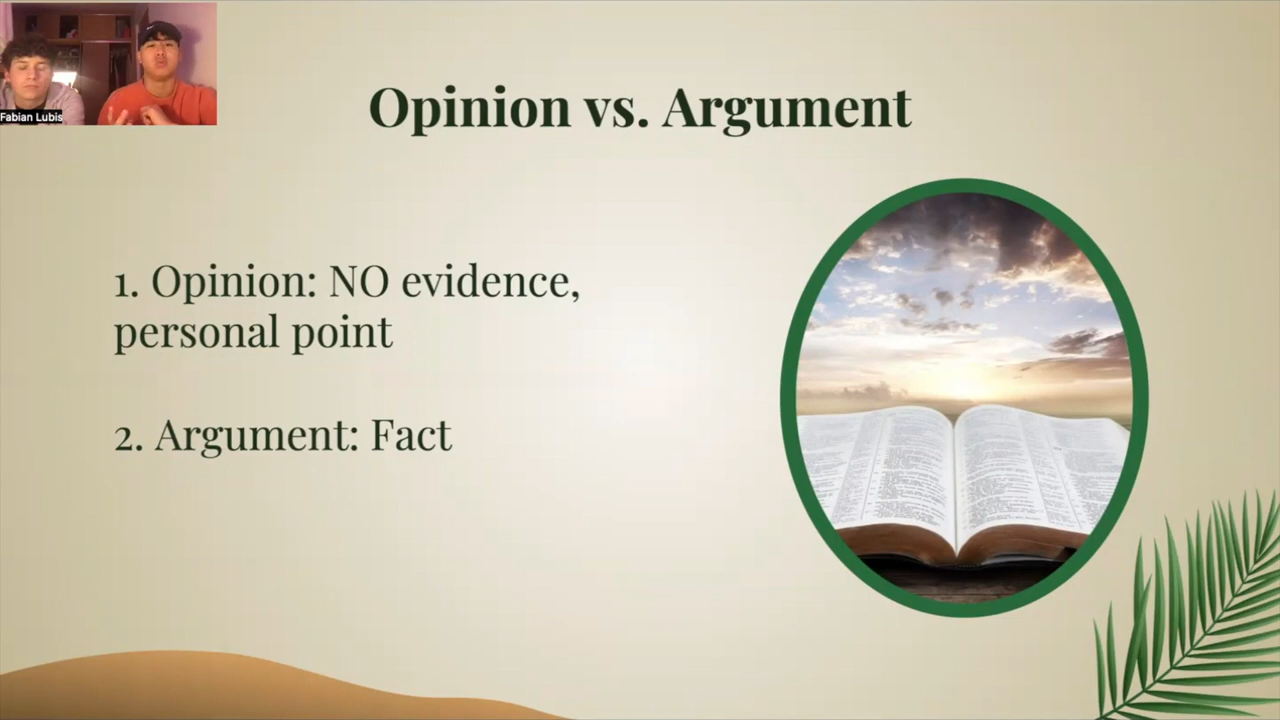 Fabian Lubis
Opinion vs. Argument
1. Opinion: NO evidence,
personal point
2. Argument: Fact